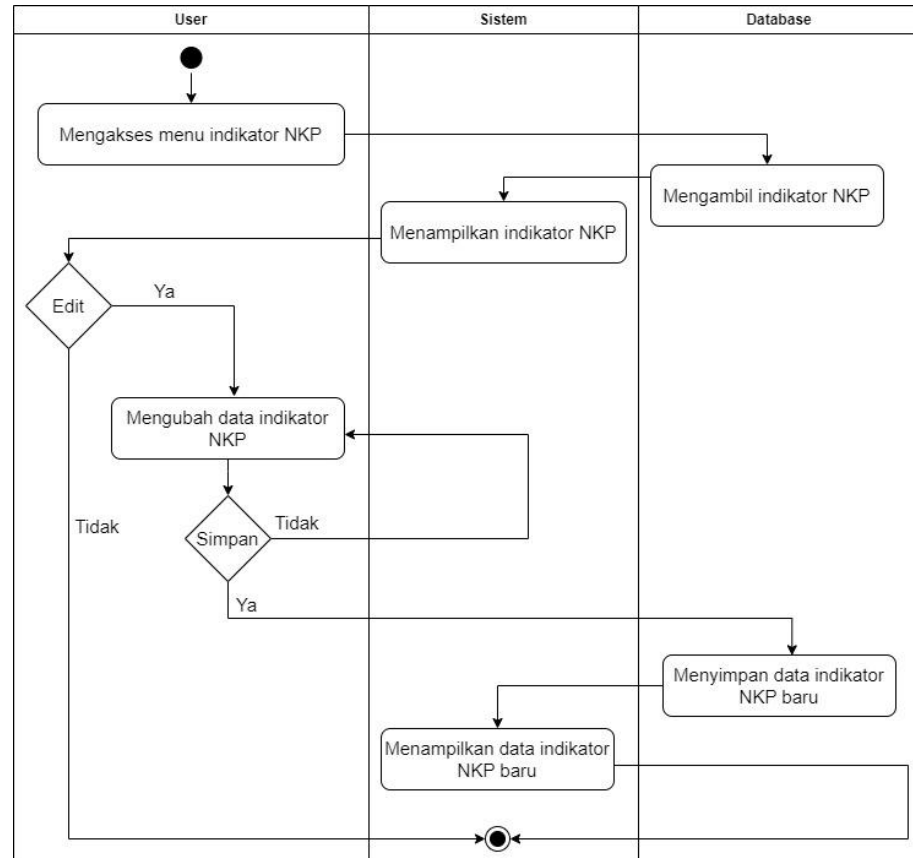 User
Sistem
Database
Mengakses menu indikator NKP
Mengambil indikator NKP
Menampilkan indikator NKP
Edit
Ya
Mengubah data indikator
NKP
Tidak
Simpan
Tidak
Ya
Menyimpan data indikator
NKP baru
Menampilkan data indikator
NKP baru